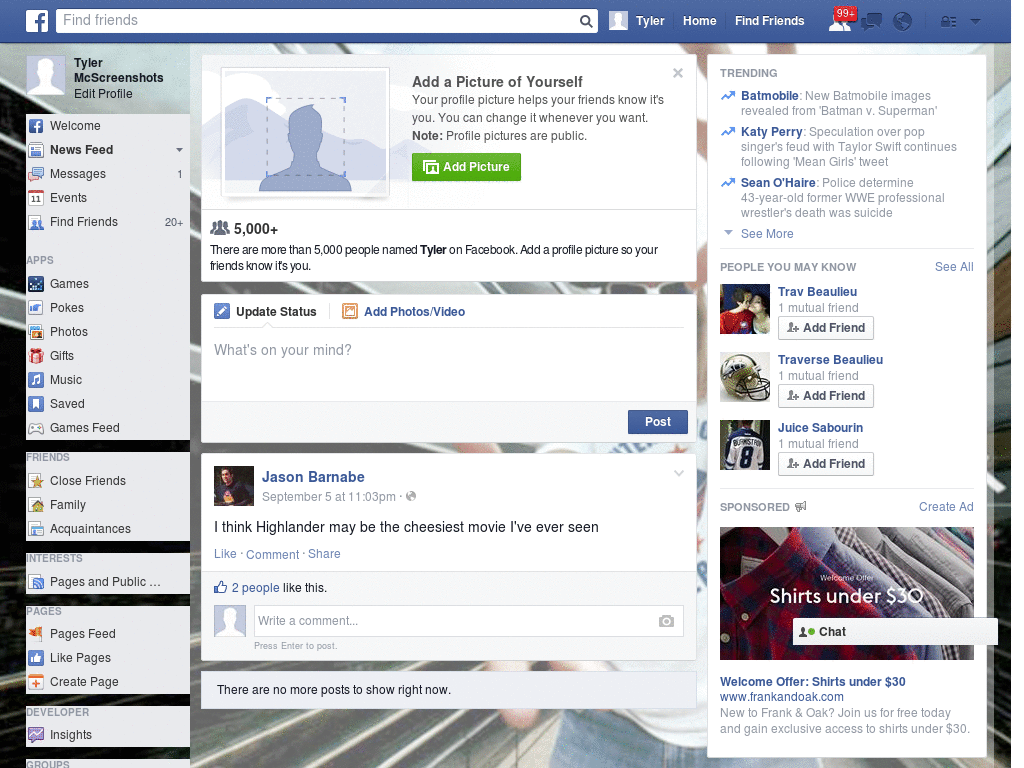 Find friends
Tyler
Home
Find Friends
99+
Tyler
McScreenshots
Edit Profile
Welcome
News Feed
Messages 1
Events
Find Friends 20+
APPS
Games
Pokes
Photos
Gifts
Music
Saved
Games Feed
FRIENDS
Close Friends
Family
Acquaintances
INTERESTS
Pages and Public ...
PAGES
Pages Feed
Like Pages
Create Page
DEVELOPER
Insights
GROUPS
Add a Picture of Yourself
Your profile picture helps your friends know it's
you. You can change it whenever you want.
Note: Profile pictures are public.
Add Picture
5,000+
There are more than 5,000 people named Tyler on Facebook. Add a profile picture so your
friends know it's you.
Update Status
Add Photos/Video
What's on your mind?
Post
Jason Barnabe
September 5 at 11:03pm ·
I think Highlander may be the cheesiest movie I've ever seen
Like · Comment · Share
2 people like this.
Write a comment...
Press Enter to post.
There are no more posts to show right now.
TRENDING
Batmobile: New Batmobile images
revealed from 'Batman v. Superman'
Katy Perry: Speculation over pop
singer's feud with Taylor Swift continues
following 'Mean Girls' tweet
Sean O'Haire: Police determine
43-year-old former WWE professional
wrestler's death was suicide
See More
PEOPLE YOU MAY KNOW
See All
Trav Beaulieu
1 mutual friend
Add Friend
Traverse Beaulieu
1 mutual friend
Add Friend
Juice Sabourin
1 mutual friend
Add Friend
8
SPONSORED
Create Ad
Welcome Offer
Shirts under $30
Chat
Welcome Offer: Shirts under $30
www.frankandoak.com
New to Frank & Oak? Join us for free today
and gain exclusive access to shirts under $30.